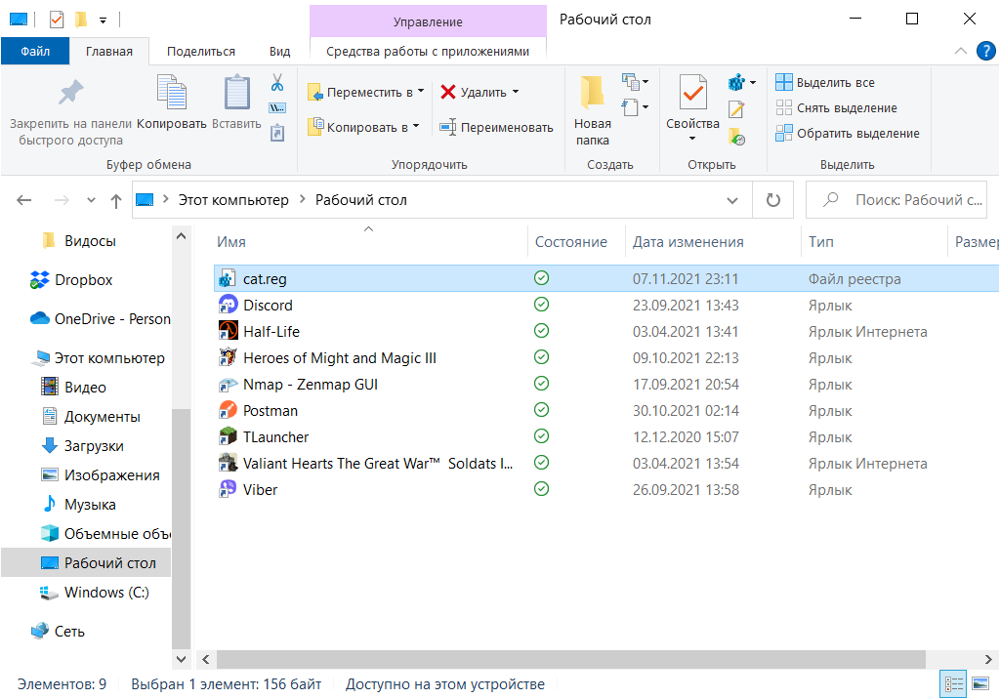 Управление
Рабочий стол
Файл
Главная
Поделиться
Вид
Средства работы с приложениями
?
Закрепить на панели
быстрого доступа
Копировать
Вставить
W...
Буфер обмена
Переместить в
Копировать в
Удалить
Переименовать
Упорядочить
Новая
папка
Создать
Свойства
Открыть
Выделить все
Снять выделение
Обратить выделение
Выделить
Этот компьютер
Рабочий стол
Поиск: Рабочий с...
Видосы
Dropbox
OneDrive - Person
Этот компьютер
Видео
Документы
Загрузки
Изображения
Музыка
Объемные объ
Рабочий стол
Windows (C:)
Сеть
Имя Состояние Дата изменения Тип Размер
cat.reg 07.11.2021 23:11 Файл реестра
Discord 23.09.2021 13:43 Ярлык
Half-Life 03.04.2021 13:41 Ярлык Интернета
Heroes of Might and Magic III 09.10.2021 22:13 Ярлык
Nmap - Zenmap GUI 17.09.2021 20:54 Ярлык
Postman 30.10.2021 02:14 Ярлык
TLauncher 12.12.2020 15:07 Ярлык
Valiant Hearts The Great War™ Soldats I... 03.04.2021 13:54 Ярлык Интернета
Viber 26.09.2021 13:58 Ярлык
Элементов: 9 Выбран 1 элемент: 156 байт Доступно на этом устройстве